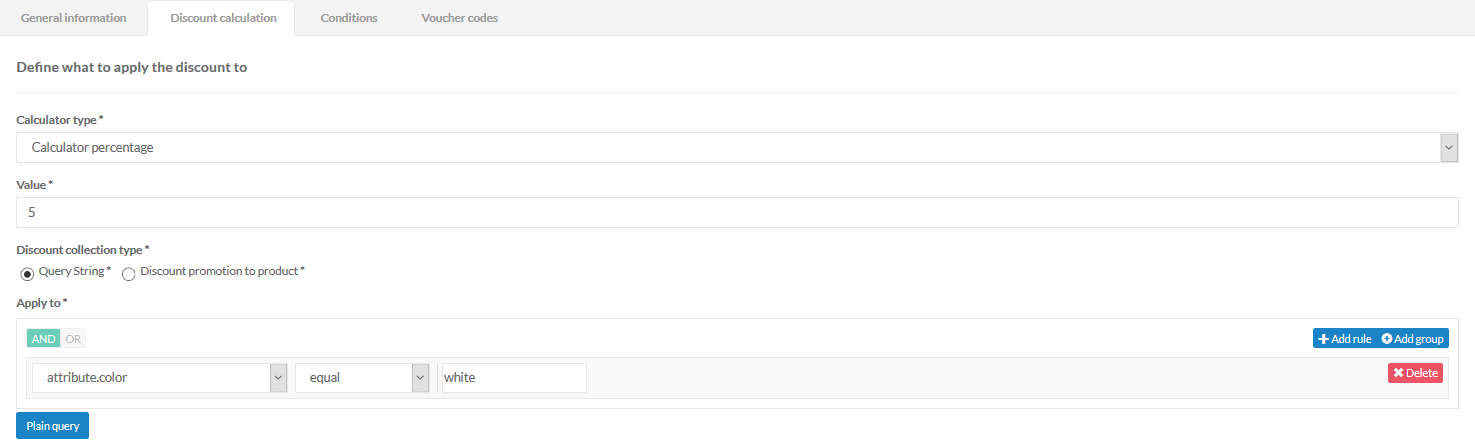 General information Discount calculation Conditions Voucher codes
Define what to apply the discount to
Calculator type *
Calculator percentage
Value *
5
Discount collection type *
Query String * Discount promotion to product *
Apply to *
AND OR Add rule Add group
attribute.color equal white Delete
Plain query